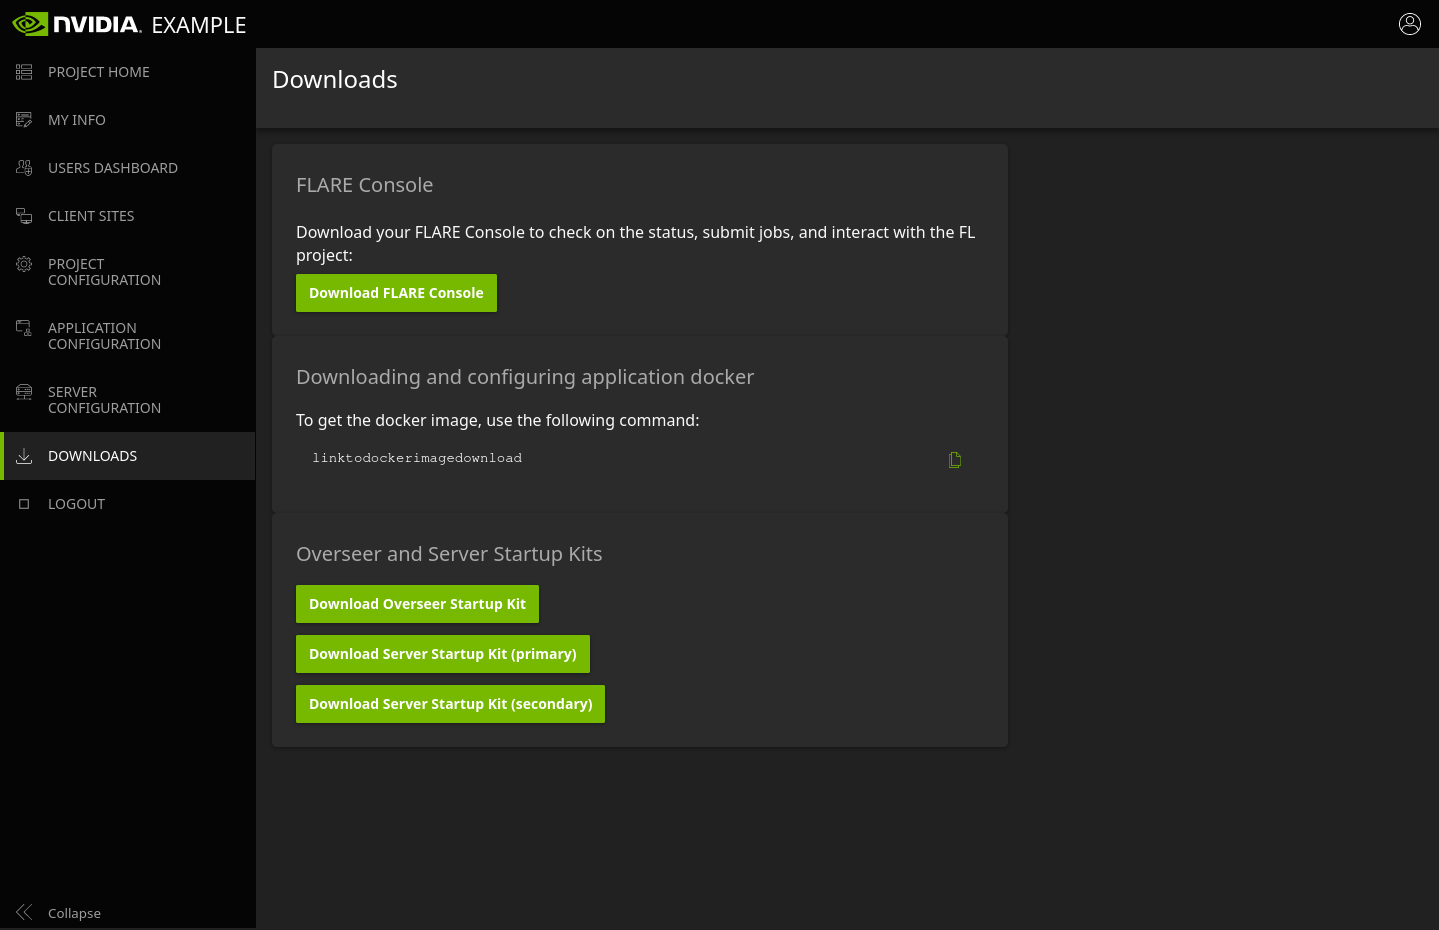 NVIDIA. EXAMPLE
PROJECT HOME
MY INFO
USERS DASHBOARD
CLIENT SITES
PROJECT
CONFIGURATION
APPLICATION
CONFIGURATION
SERVER
CONFIGURATION
DOWNLOADS
LOGOUT
Collapse
Downloads
FLARE Console
Download your FLARE Console to check on the status, submit jobs, and interact with the FL
project:
Download FLARE Console
Downloading and configuring application docker
To get the docker image, use the following command:
linktodockerimagedownload
Overseer and Server Startup Kits
Download Overseer Startup Kit
Download Server Startup Kit (primary)
Download Server Startup Kit (secondary)